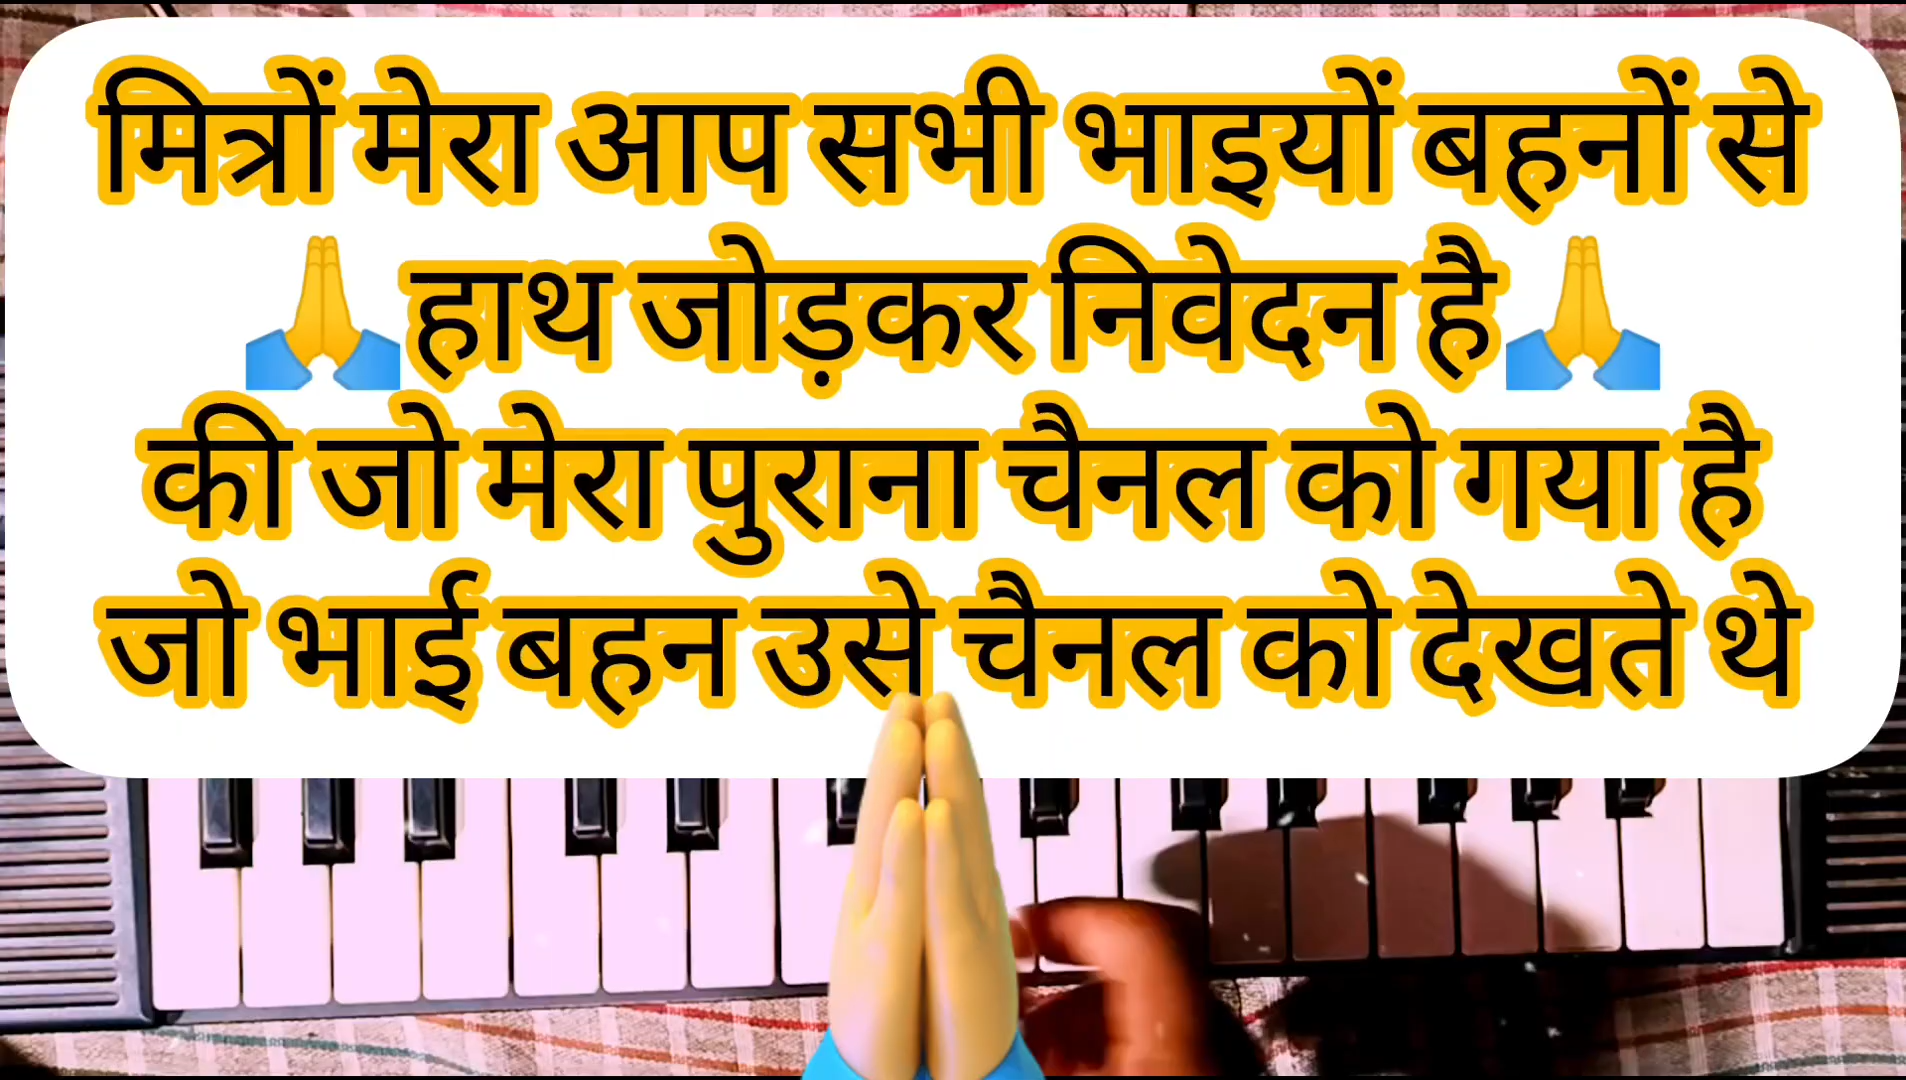 मित्रों मेरा आप सभी भाइयों बहनों से
🙏हाथ जोड़कर निवेदन है🙏
की जो मेरा पुराना चैनल को गया है
जो भाई बहन उसे चैनल को देखते थे